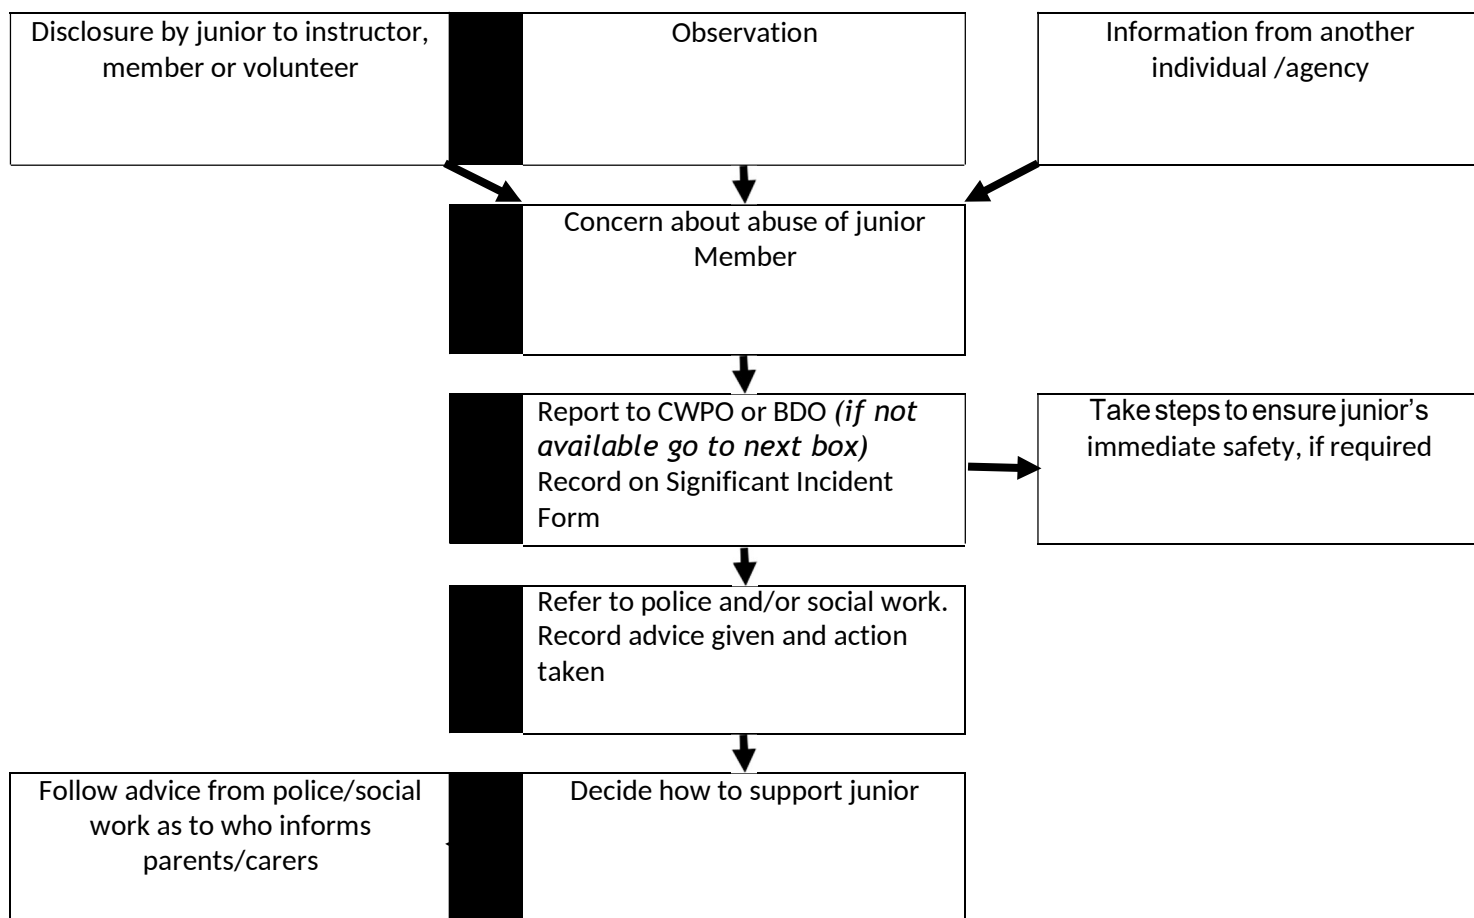 Disclosure by junior to instructor,
member or volunteer
Observation
Information from another
individual /agency
Concern about abuse of junior
Member
Report to CWPO or BDO (if not
available go to next box)
Record on Significant Incident
Form
Take steps to ensure junior’s
immediate safety, if required
Refer to police and/or social work.
Record advice given and action
taken
Follow advice from police/social
work as to who informs
parents/carers
Decide how to support junior